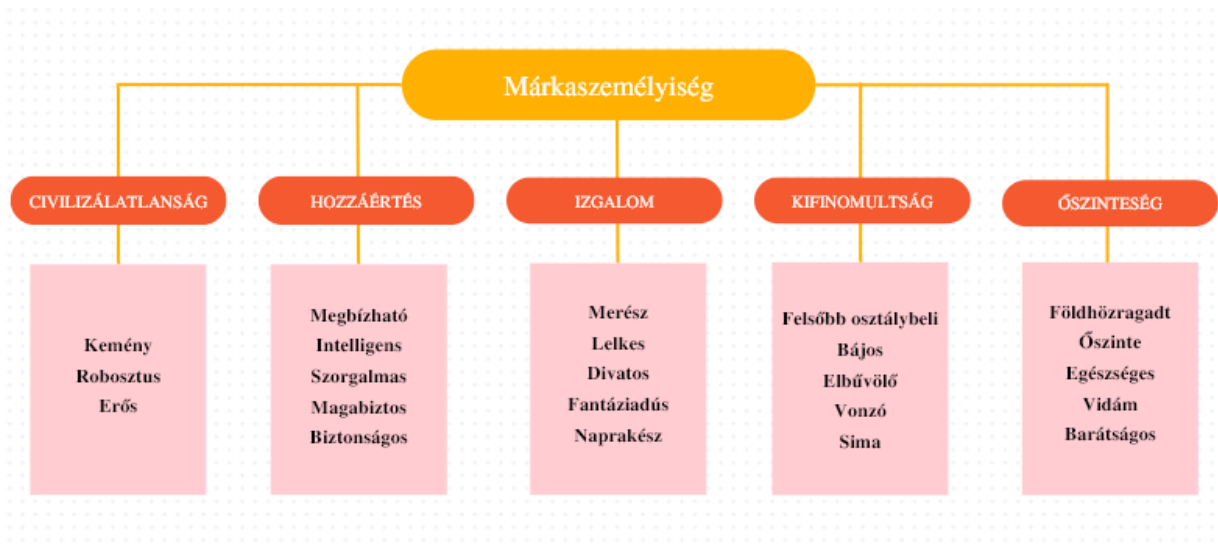 Márkaszemélyiség
CIVILIZÁLATLANSÁG
HOZZÁÉRTÉS
IZGALOM
KIFINOMULTSÁG
ŐSZINTESÉG
Kemény
Robosztus
Erős
Megbízható
Intelligens
Szorgalmas
Magabiztos
Biztonságos
Merész
Lelkes
Divatos
Fantáziadús
Naprakész
Felsőbb osztálybeli
Bájos
Elbűvölő
Vonzó
Sima
Földhözragadt
Őszinte
Egészséges
Vidám
Barátságos